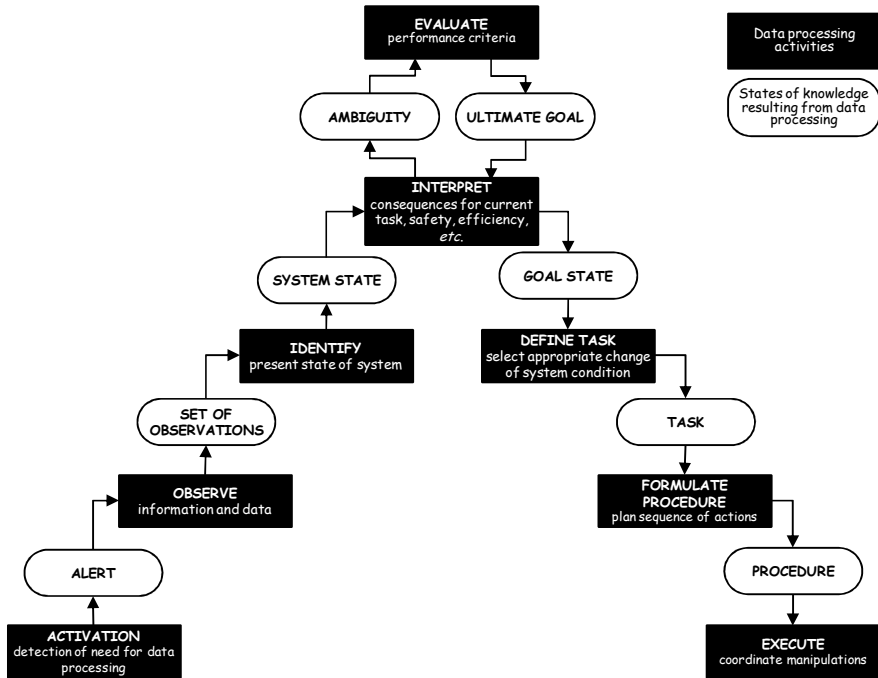 EVALUATE
performance criteria
Data processing
activities
States of knowledge
resulting from data
processing
AMBIGUITY
ULTIMATE GOAL
INTERPRET
consequences for current
task, safety, efficiency,
etc.
SYSTEM STATE
GOAL STATE
IDENTIFY
present state of system
DEFINE TASK
select appropriate change
of system condition
SET OF
OBSERVATIONS
TASK
OBSERVE
information and data
FORMULATE
PROCEDURE
plan sequence of actions
ALERT
PROCEDURE
ACTIVATION
detection of need for data
processing
EXECUTE
coordinate manipulations